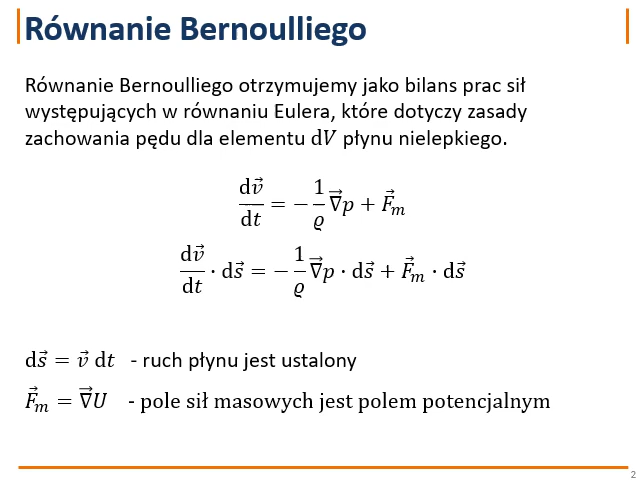 Równanie Bernoulliego
Równanie Bernoulliego otrzymujemy jako bilans prac sił
występujących w równaniu Eulera, które dotyczy zasady
zachowania pędu dla elementu d𝑉 płynu nielepkiego.
dv⃗/dt = −1/ϱ ∇⃗p + F⃗ₘ
dv⃗/dt · ds⃗ = −1/ϱ ∇⃗p · ds⃗ + F⃗ₘ · ds⃗
ds⃗ = v⃗ dt - ruch płynu jest ustalony
F⃗ₘ = ∇⃗U - pole sił masowych jest polem potencjalnym
2